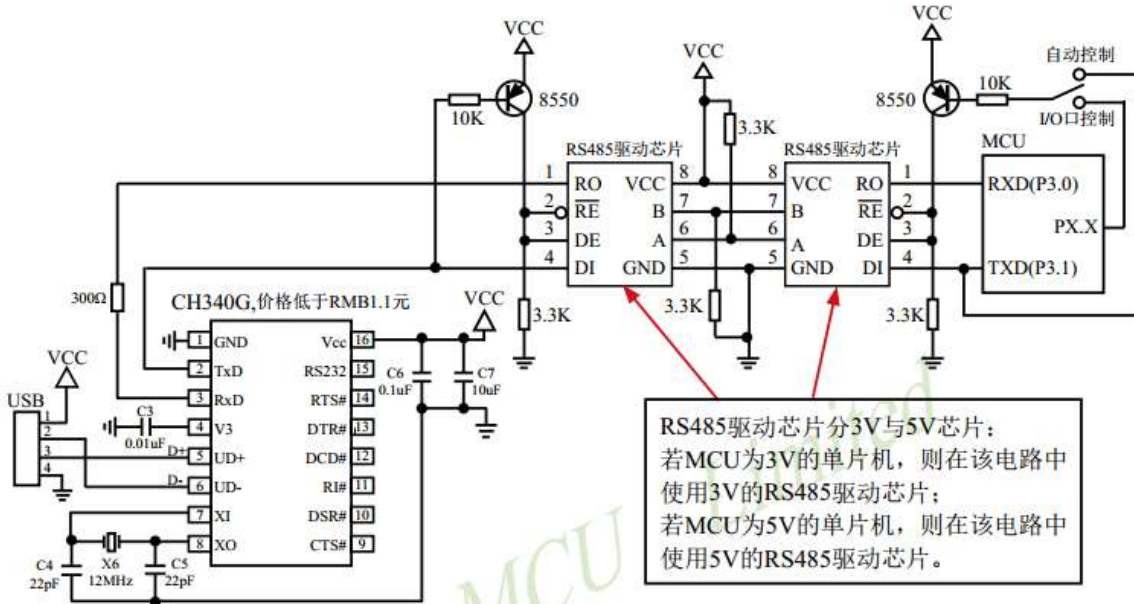 VCC
VCC
VCC
自动控制
10K
8550
8550
10K
I/O口控制
3.3K
MCU
RS485驱动芯片
RS485驱动芯片
1 RO VCC 8 8 VCC RO 1 RXD(P3.0)
2 RE B 7 7 B RE 2 PX.X
3 DE A 6 6 A DE 3
4 DI GND 5 5 GND DI 4 TXD(P3.1)
300Ω
CH340G,价格低于RMB1.1元
VCC
3.3K
3.3K
3.3K
1 GND Vcc 16
2 TxD RS232 15
3 RxD RTS# 14
4 V3 DTR# 13
5 UD+ DCD# 12
6 UD- RI# 11
7 XI DSR# 10
8 XO CTS# 9
C6
0.1uF
C7
10uF
VCC
USB
1
2
3
4
C3
0.01uF
D+
D-
C4
22pF
X6
12MHz
C5
22pF
RS485驱动芯片分3V与5V芯片:
若MCU为3V的单片机,则在该电路中
使用3V的RS485驱动芯片;
若MCU为5V的单片机,则在该电路中
使用5V的RS485驱动芯片。
MCU Limited